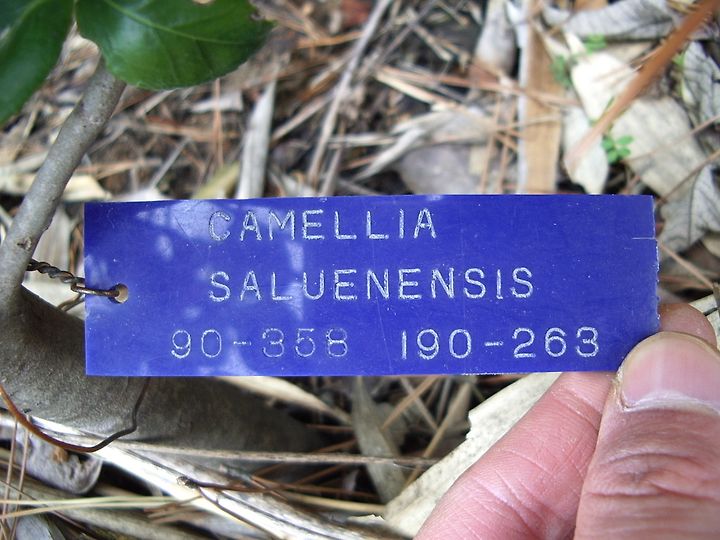 CAMELLIA
SALUENENSIS
90-358 190-263